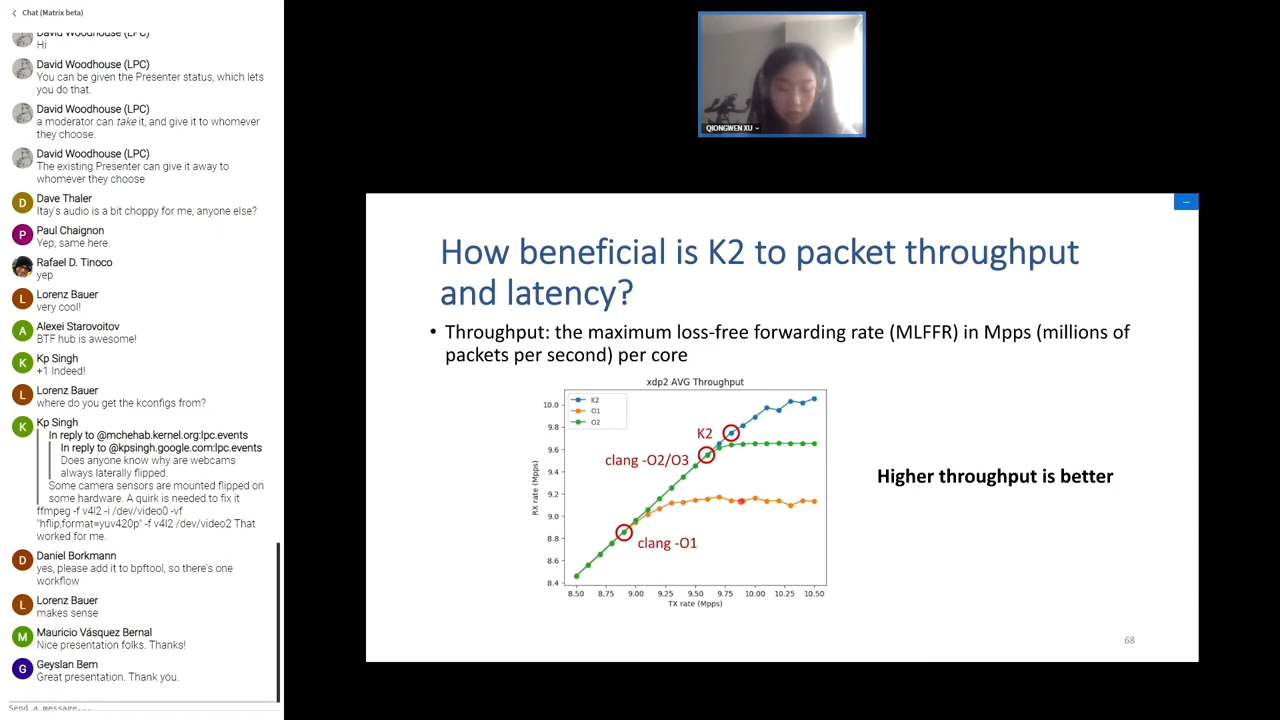 Chat (Matrix beta)
David Woodhouse (LPC)
Hi
David Woodhouse (LPC)
You can be given the Presenter status, which lets
you do that.
David Woodhouse (LPC)
a moderator can take it, and give it to whomever
they choose.
David Woodhouse (LPC)
The existing Presenter can give it away to
whomever they choose
D
Dave Thaler
Itay's audio is a bit choppy for me, anyone else?
P
Paul Chaignon
Yep, same here.
Rafael D. Tinoco
yep
L
Lorenz Bauer
very cool!
A
Alexei Starovoitov
BTF hub is awesome!
K
Kp Singh
+1 Indeed!
L
Lorenz Bauer
where do you get the kconfigs from?
K
Kp Singh
In reply to @mchehab.kernel.org:lpc.events
In reply to @kpsingh.google.com:lpc.events
Does anyone know why are webcams
always laterally flipped.
Some camera sensors are mounted flipped on
some hardware. A quirk is needed to fix it
ffmpeg -f v4l2 -i /dev/video0 -vf
"hflip,format=yuv420p" -f v4l2 /dev/video2 That
worked for me.
D
Daniel Borkmann
yes, please add it to bpftool, so there's one
workflow
L
Lorenz Bauer
makes sense
M
Mauricio Vásquez Bernal
Nice presentation folks. Thanks!
G
Geyslan Bem
Great presentation. Thank you.
Send a message...
QIONGWEN XU
How beneficial is K2 to packet throughput
and latency?
• Throughput: the maximum loss-free forwarding rate (MLFFR) in Mpps (millions of
packets per second) per core
xdp2 AVG Throughput
K2
O1
O2
RX rate (Mpps)
10.0
9.8
9.6
9.4
9.2
9.0
8.8
8.6
8.4
K2
clang -O2/O3
clang -O1
8.50 8.75 9.00 9.25 9.50 9.75 10.00 10.25 10.50
TX rate (Mpps)
Higher throughput is better
68